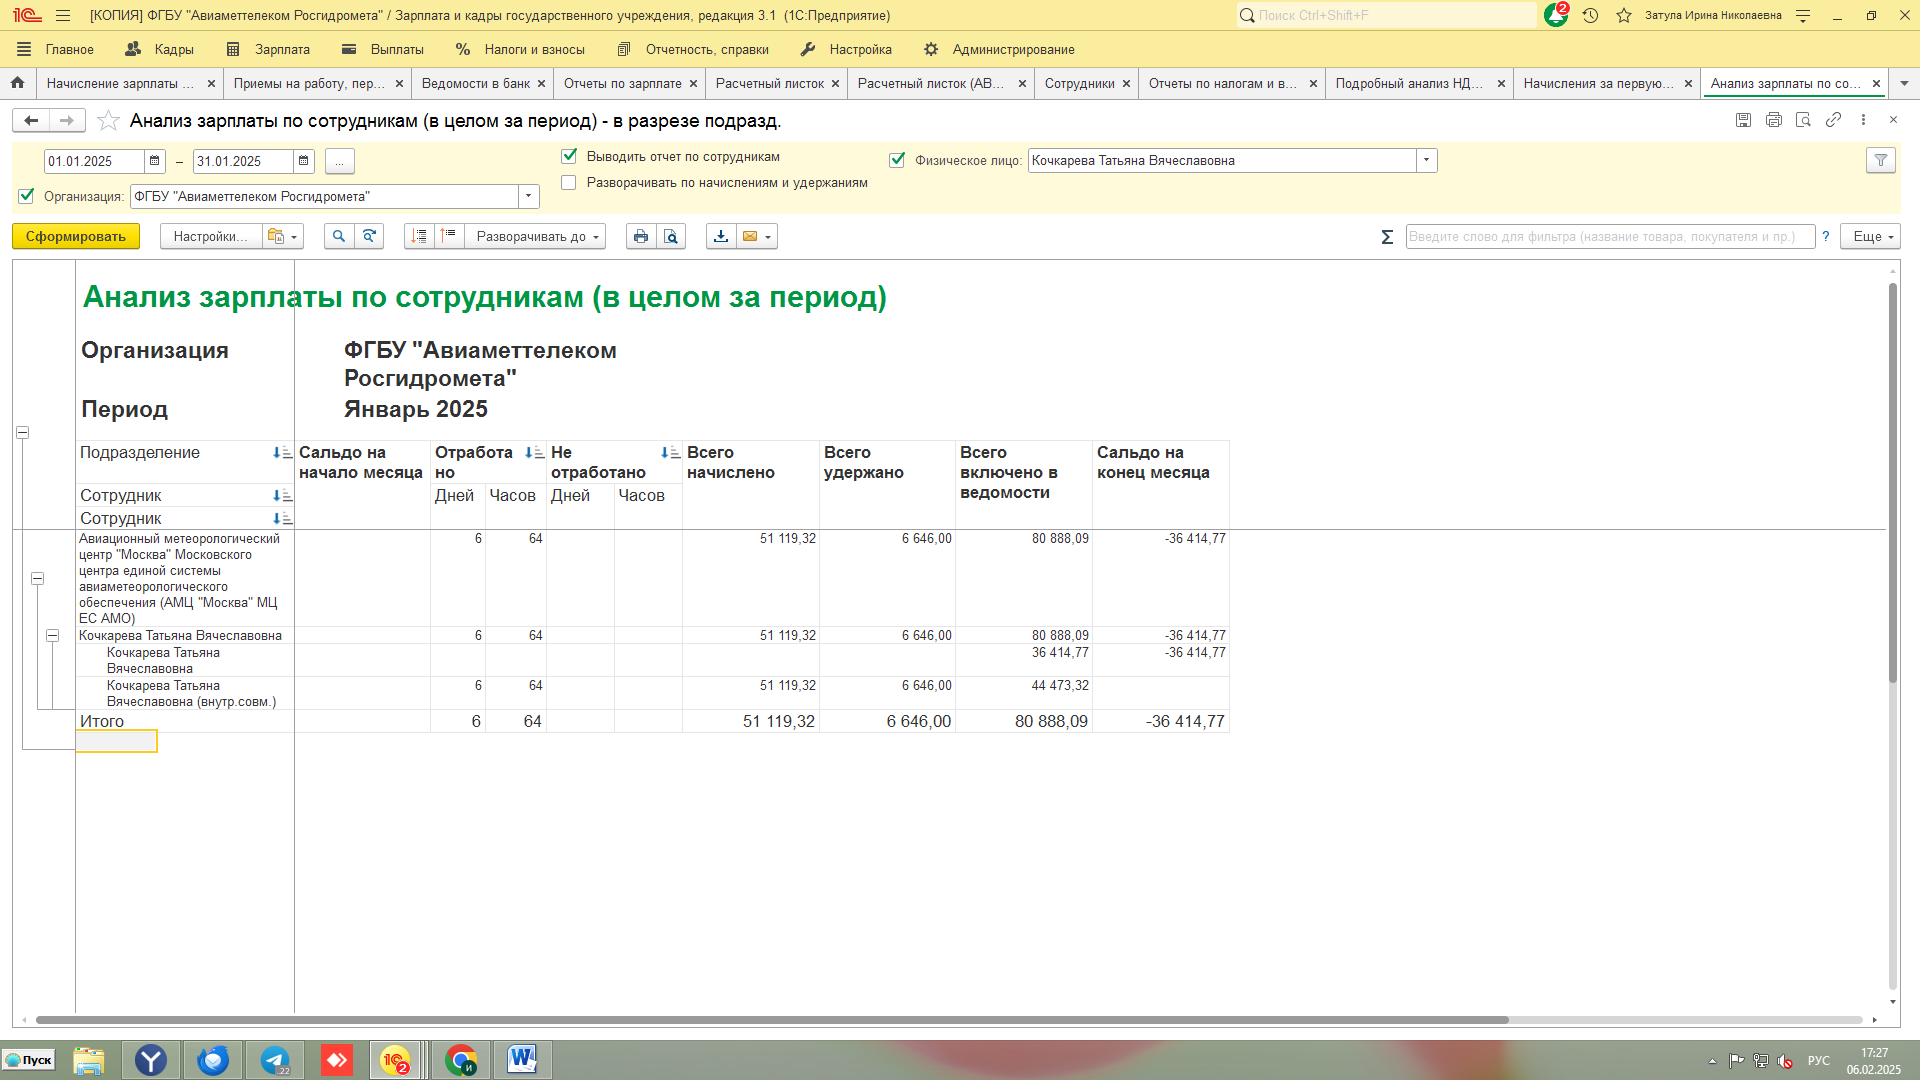 [КОПИЯ] ФГБУ "Авиаметтелеком Росгидромета" / Зарплата и кадры государственного учреждения, редакция 3.1 (1С:Предприятие)
Поиск Ctrl+Shift+F
2
Затула Ирина Николаевна
Главное
Кадры
Зарплата
Выплаты
Налоги и взносы
Отчетность, справки
Настройка
Администрирование
Начисление зарплаты ...
Приемы на работу, пер...
Ведомости в банк
Отчеты по зарплате
Расчетный листок
Расчетный листок (АВ...
Сотрудники
Отчеты по налогам и в...
Подробный анализ НД...
Начисления за первую...
Анализ зарплаты по со...
Анализ зарплаты по сотрудникам (в целом за период) - в разрезе подразд.
01.01.2025 – 31.01.2025 ...
Выводить отчет по сотрудникам
Физическое лицо: Кочкарева Татьяна Вячеславовна
Разворачивать по начислениям и удержаниям
Организация: ФГБУ "Авиаметтелеком Росгидромета"
Сформировать
Настройки...
Разворачивать до
Σ
Введите слово для фильтра (название товара, покупателя и пр.)
?
Еще
Анализ зарплаты по сотрудникам (в целом за период)
Организация
ФГБУ "Авиаметтелеком
Росгидромета"
Период
Январь 2025
Подразделение
Сотрудник
Сотрудник
Сальдо на
начало месяца
Отработа
но
Дней Часов
Не
отработано
Дней Часов
Всего
начислено
Всего
удержано
Всего
включено в
ведомости
Сальдо на
конец месяца
Авиационный метеорологический
центр "Москва" Московского
центра единой системы
авиаметеорологического
обеспечения (АМЦ "Москва" МЦ
ЕС АМО)
6 64 51 119,32 6 646,00 80 888,09 -36 414,77
Кочкарева Татьяна Вячеславовна 6 64 51 119,32 6 646,00 80 888,09 -36 414,77
Кочкарева Татьяна
Вячеславовна
36 414,77 -36 414,77
Кочкарева Татьяна
Вячеславовна (внутр.совм.)
6 64 51 119,32 6 646,00 44 473,32
Итого 6 64 51 119,32 6 646,00 80 888,09 -36 414,77
Пуск
22
2
И
РУС
17:27
06.02.2025